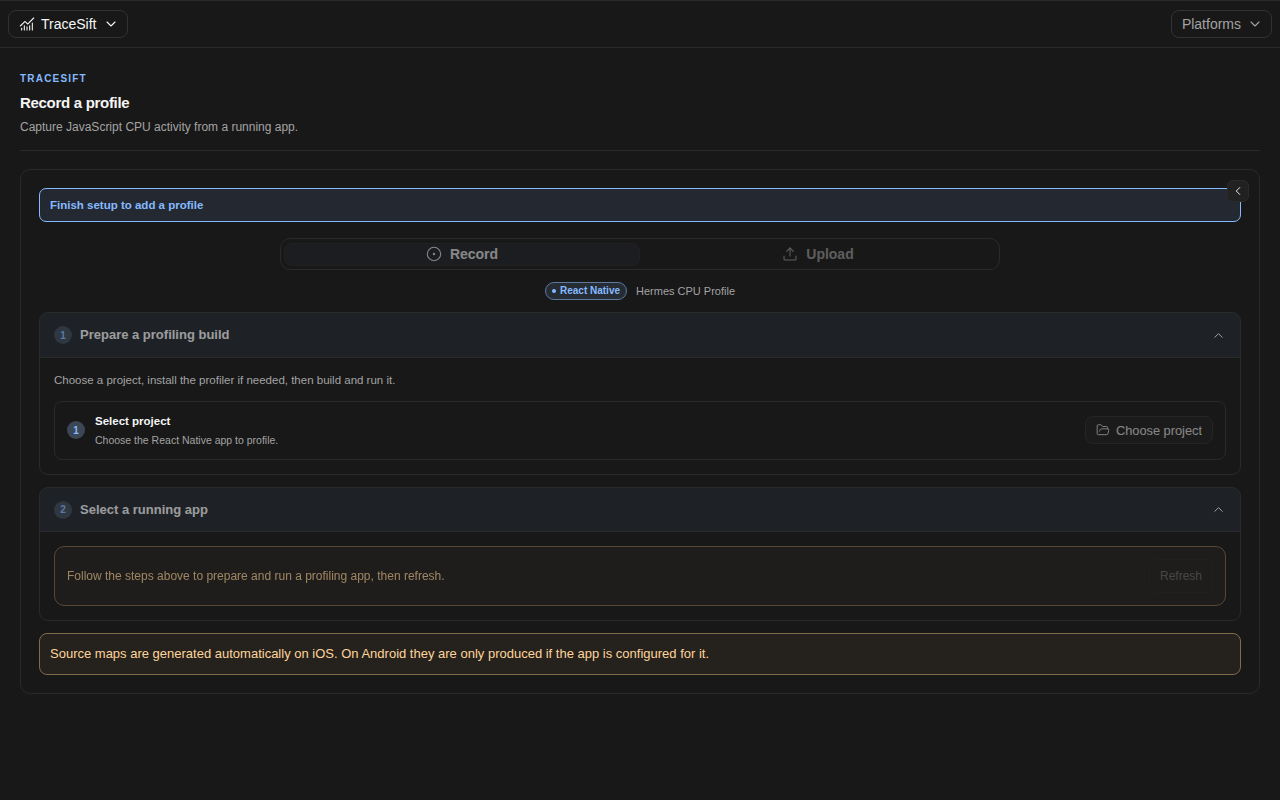 TraceSift
Platforms
TRACESIFT
Record a profile
Capture JavaScript CPU activity from a running app.
Finish setup to add a profile
Record
Upload
React Native
Hermes CPU Profile
1
Prepare a profiling build
Choose a project, install the profiler if needed, then build and run it.
1
Select project
Choose the React Native app to profile.
Choose project
2
Select a running app
Follow the steps above to prepare and run a profiling app, then refresh.
Refresh
Source maps are generated automatically on iOS. On Android they are only produced if the app is configured for it.